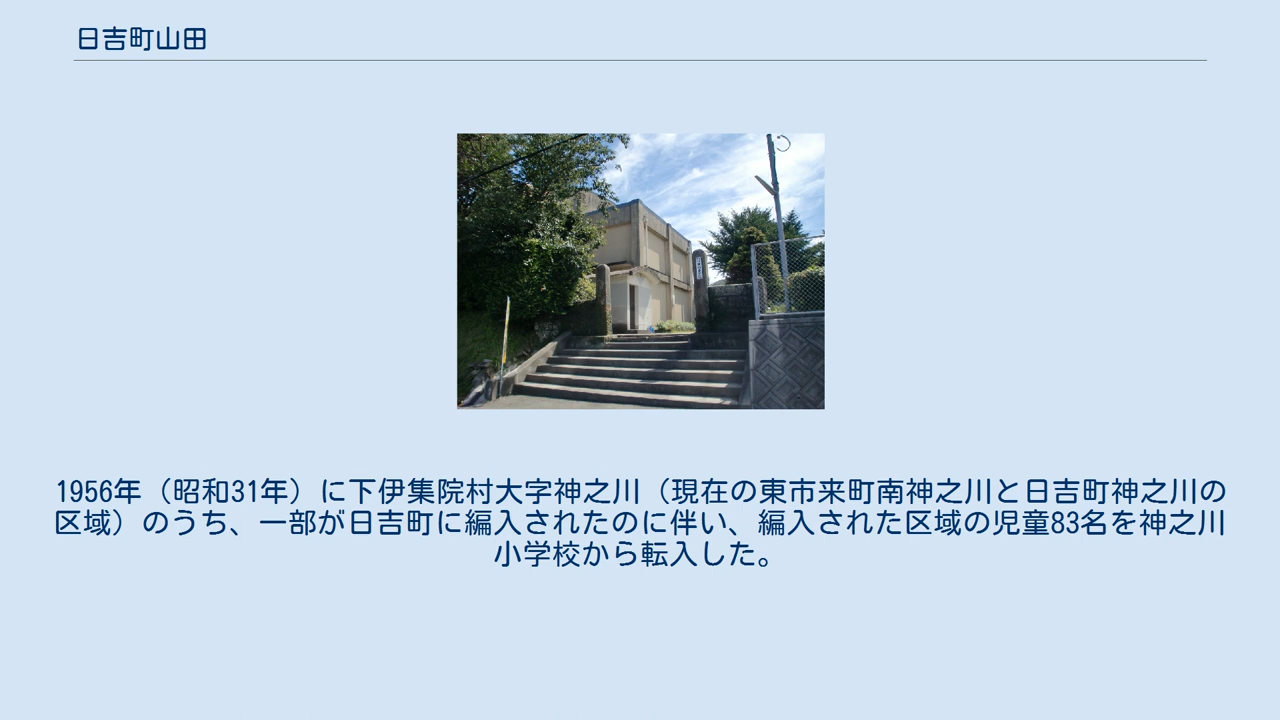 日吉町山田
1956年（昭和31年）に下伊集院村大字神之川（現在の東市来町南神之川と日吉町神之川の
区域）のうち、一部が日吉町に編入されたのに伴い、編入された区域の児童83名を神之川
小学校から転入した。